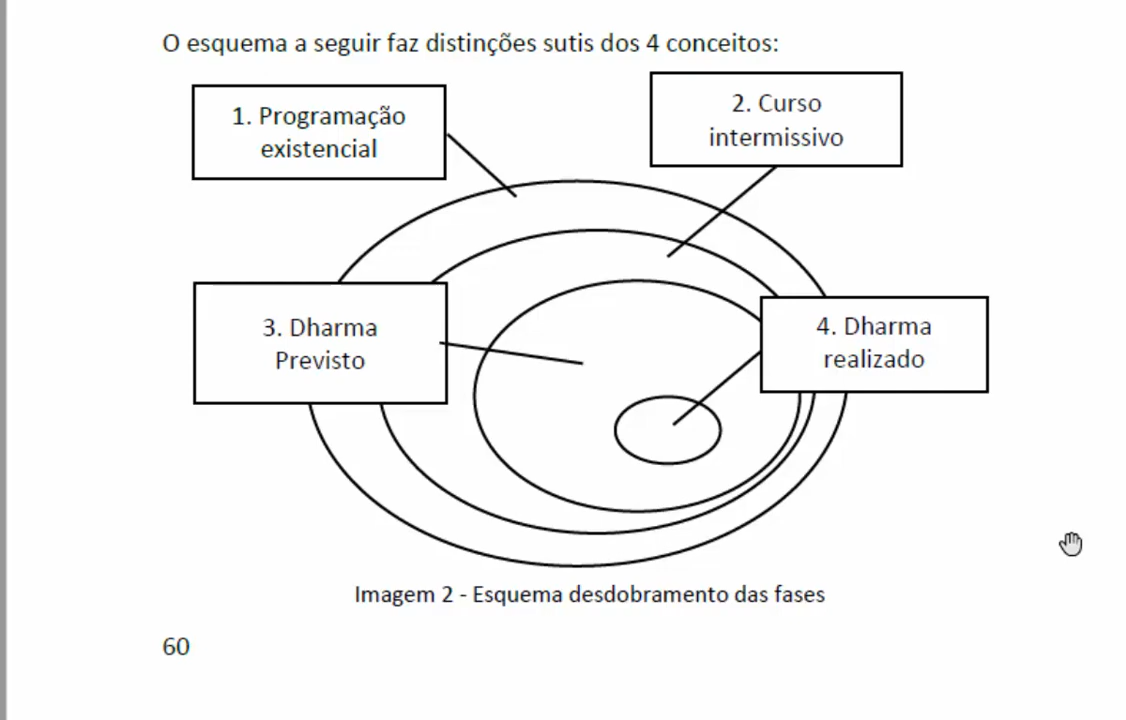 O esquema a seguir faz distinções sutis dos 4 conceitos:
1. Programação
existencial
2. Curso
intermissivo
3. Dharma
Previsto
4. Dharma
realizado
Imagem 2 - Esquema desdobramento das fases
60